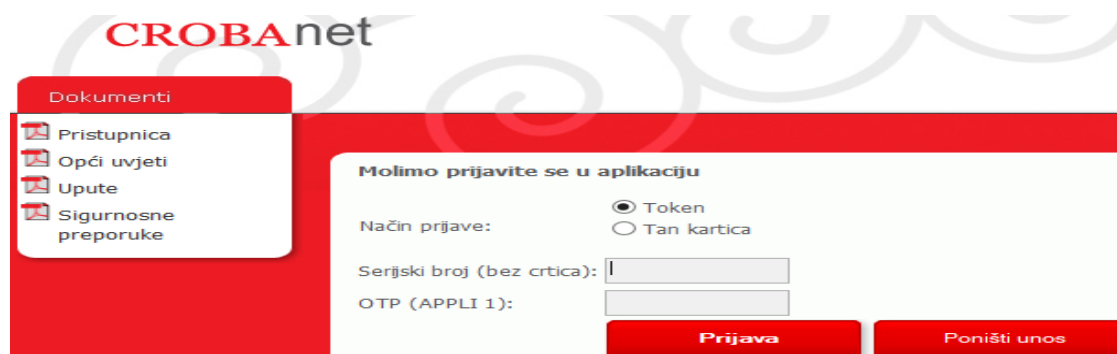 CROBAnet
Dokumenti
Pristupnica
Opći uvjeti
Upute
Sigurnosne
preporuke
Molimo prijavite se u aplikaciju
Način prijave:
Token
Tan kartica
Serijski broj (bez crtica):
OTP (APPLI 1):
Prijava
Poništi unos